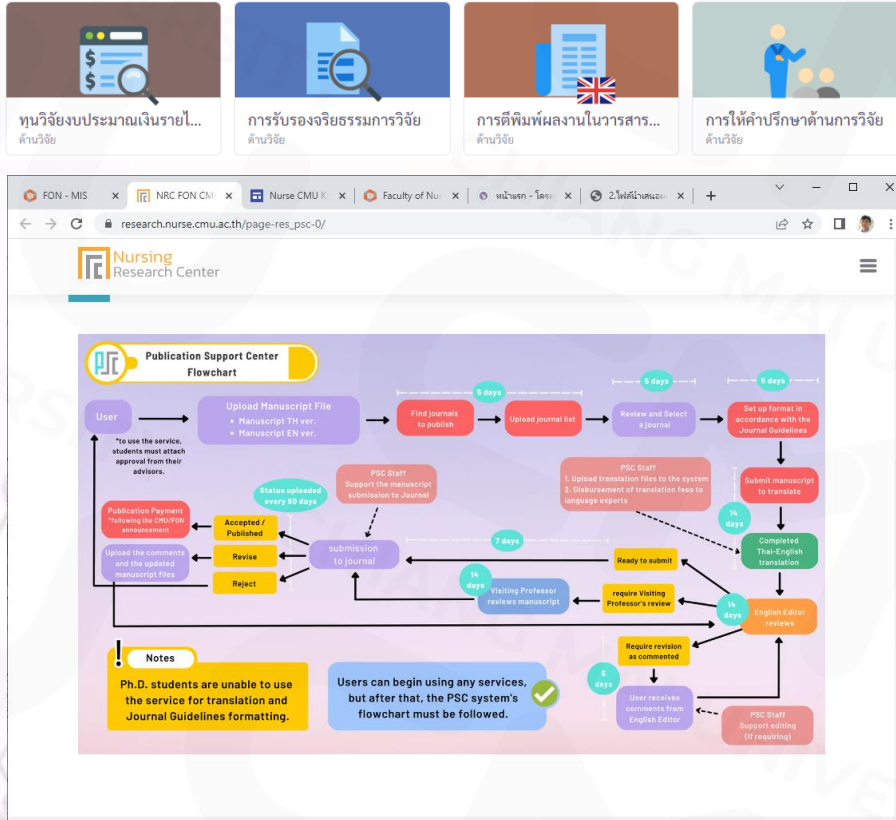 ทุนวิจัยงบประมาณเงินรายไ...
ด้านวิจัย
การรับรองจริยธรรมการวิจัย
ด้านวิจัย
การตีพิมพ์ผลงานในวารสาร...
ด้านวิจัย
การให้คำปรึกษาด้านการวิจัย
ด้านวิจัย
FON - MIS
NRC FON CM
Nurse CMU K
Faculty of Nu
หน้าแรก - โครง
2.ไฟล์นำเสนอผ
research.nurse.cmu.ac.th/page-res_psc-0/
Nursing
Research Center
Publication Support Center
Flowchart
User
*to use the service,
students must attach
approval from their
advisors.
Upload Manuscript File
• Manuscript TH ver.
• Manuscript EN ver.
5 days
Find journals
to publish
Upload journal list
5 days
Review and Select
a journal
5 days
Set up format in
accordance with the
Journal Guidelines
Submit manuscript
to translate
14
days
Completed
Thai-English
translation
PSC Staff
1. Upload translation files to the system
2. Disbursement of translation fees to
language experts
PSC Staff
Support the manuscript
submission to Journal
Status uploaded
every 60 days
Publication Payment
*following the CMU/FON
announcement
Accepted /
Published
Upload the comments
and the updated
manuscript files
Revise
Reject
submission
to journal
7 days
Ready to submit
14
days
Visiting Professor
reviews manuscript
require Visiting
Professor's review
14
days
English Editor
reviews
Require revision
as commented
5
days
User receives
comments from
English Editor
PSC Staff
Support editing
(if requiring)
Notes
Ph.D. students are unable to use
the service for translation and
Journal Guidelines formatting.
Users can begin using any services,
but after that, the PSC system's
flowchart must be followed.